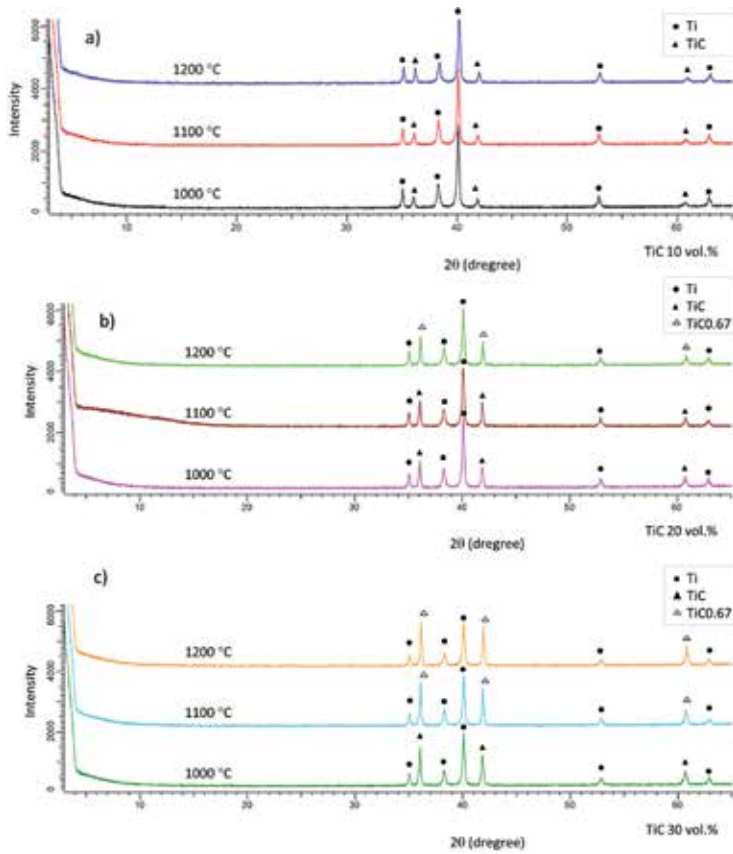 a)
● Ti
▲ TiC
1200 °C
1100 °C
1000 °C
Intensity
0 2000 4000 6000
10 20 30 40 50 60
2θ (dregree)
TiC 10 vol.%
b)
● Ti
▲ TiC
△ TiC0.67
1200 °C
1100 °C
1000 °C
Intensity
0 2000 4000 6000
10 20 30 40 50 60
2θ (dregree)
TiC 20 vol.%
c)
■ Ti
▲ TiC
△ TiC0.67
1200 °C
1100 °C
1000 °C
Intensity
0 2000 4000 6000
10 20 30 40 50 60
2θ (dregree)
TiC 30 vol.%